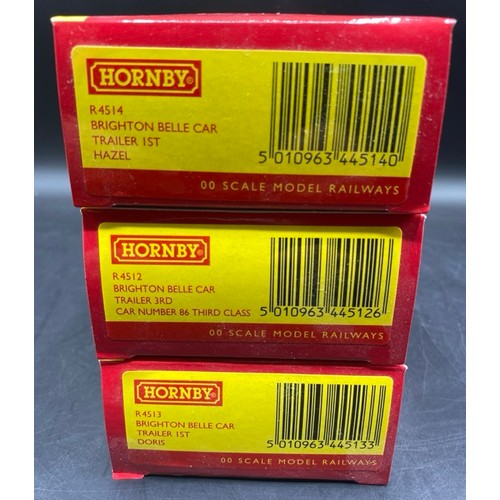 HORNBY®
R4514
BRIGHTON BELLE CAR
TRAILER 1ST
HAZEL
5 010963 445140
00 SCALE MODEL RAILWAYS
HORNBY®
R4512
BRIGHTON BELLE CAR
TRAILER 3RD
CAR NUMBER 86 THIRD CLASS
5 010963 445126
00 SCALE MODEL RAILWAYS
HORNBY®
R4513
BRIGHTON BELLE CAR
TRAILER 1ST
DORIS
5 010963 445133
00 SCALE MODEL RAILWAYS